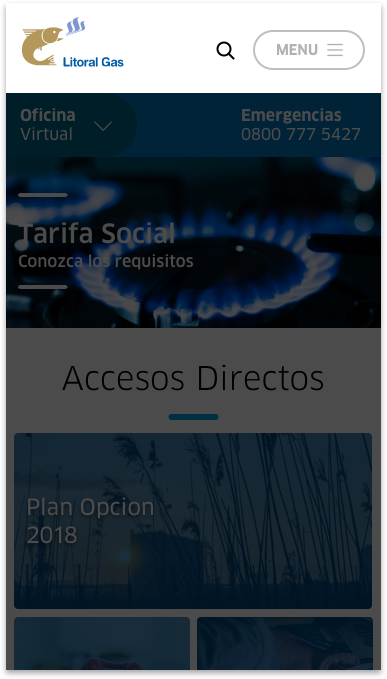 Litoral Gas
MENU
Oficina
Virtual
Emergencias
0800 777 5427
Tarifa Social
Conozca los requisitos
Accesos Directos
Plan Opcion
2018